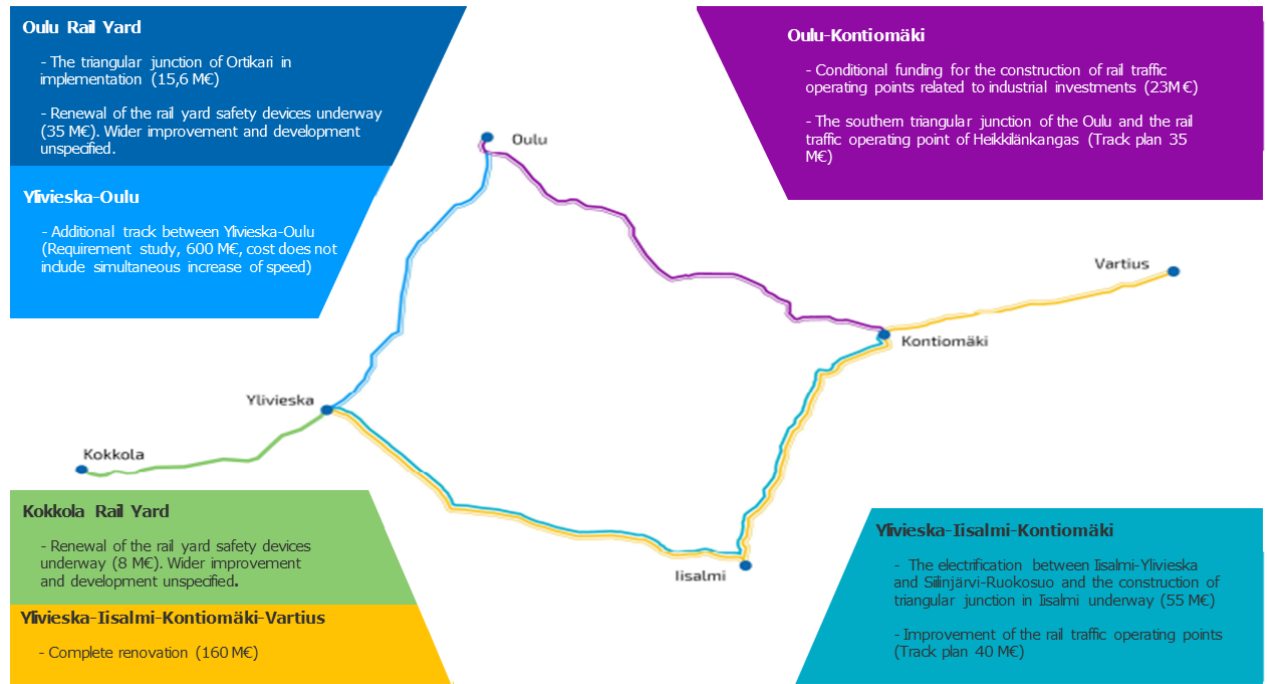 Oulu Rail Yard
- The triangular junction of Ortikari in
implementation (15,6 M€)
- Renewal of the rail yard safety devices underway
(35 M€). Wider improvement and development
unspecified.
Ylivieska-Oulu
- Additional track between Ylivieska-Oulu
(Requirement study, 600 M€, cost does not
include simultaneous increase of speed)
Oulu-Kontiomäki
- Conditional funding for the construction of rail traffic
operating points related to industrial investments (23M€)
- The southern triangular junction of the Oulu and the rail
traffic operating point of Heikkilänkangas (Track plan 35
M€)
Oulu
Vartius
Kontiomäki
Ylivieska
Kokkola
Iisalmi
Kokkola Rail Yard
- Renewal of the rail yard safety devices
underway (8 M€). Wider improvement
and development unspecified.
Ylivieska-Iisalmi-Kontiomäki-Vartius
- Complete renovation (160 M€)
Ylivieska-Iisalmi-Kontiomäki
- The electrification between Iisalmi-Ylivieska
and Siilinjärvi-Ruokosuo and the construction of
triangular junction in Iisalmi underway (55 M€)
- Improvement of the rail traffic operating points
(Track plan 40 M€)